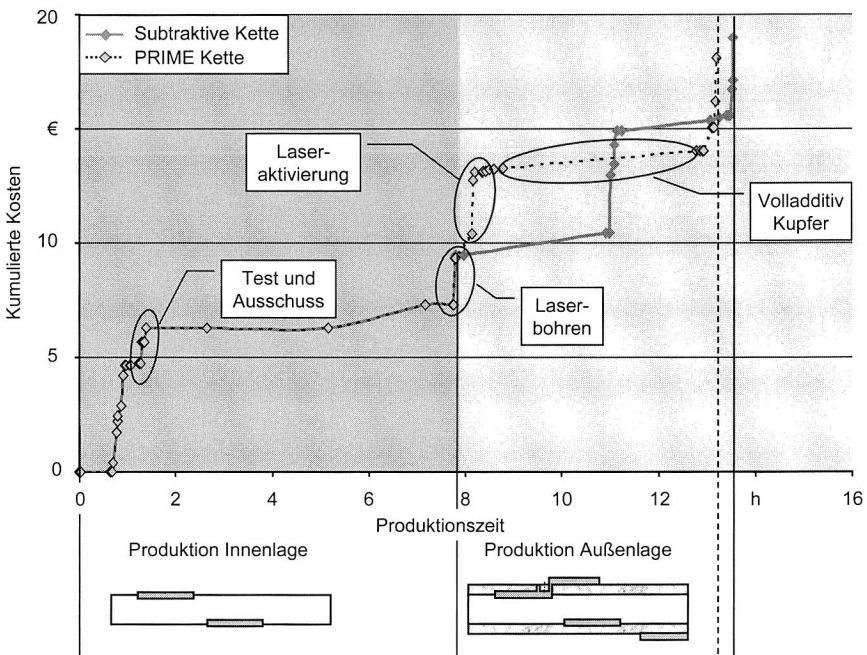 20
€
10
5
0
Kumulierte Kosten
Subtraktive Kette
PRIME Kette
Laser-
aktivierung
Test und
Ausschuss
Laser-
bohren
Volladditiv
Kupfer
0 2 4 6 8 10 12 h 16
Produktionszeit
Produktion Innenlage
Produktion Außenlage